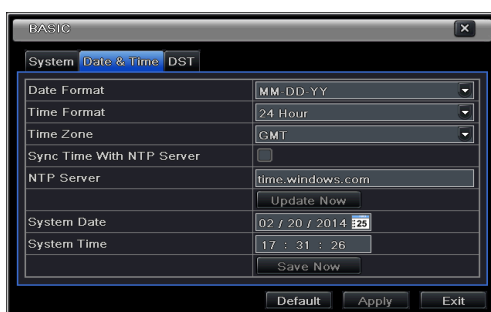 BASIC
System Date & Time DST
Date Format MM-DD-YY
Time Format 24 Hour
Time Zone GMT
Sync Time With NTP Server
NTP Server time.windows.com
Update Now
System Date 02 / 20 / 2014 25
System Time 17 : 31 : 26
Save Now
Default Apply Exit